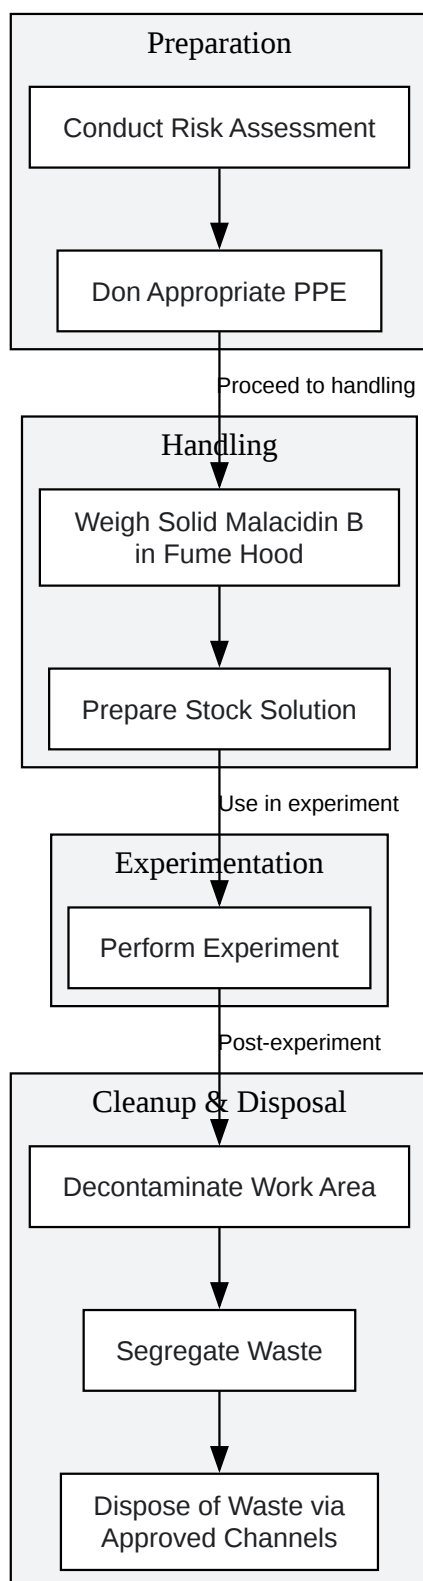 Preparation
Conduct Risk Assessment
Don Appropriate PPE
Proceed to handling
Handling
Weigh Solid Malacidin B
in Fume Hood
Prepare Stock Solution
Use in experiment
Experimentation
Perform Experiment
Post-experiment
Cleanup & Disposal
Decontaminate Work Area
Segregate Waste
Dispose of Waste via
Approved Channels